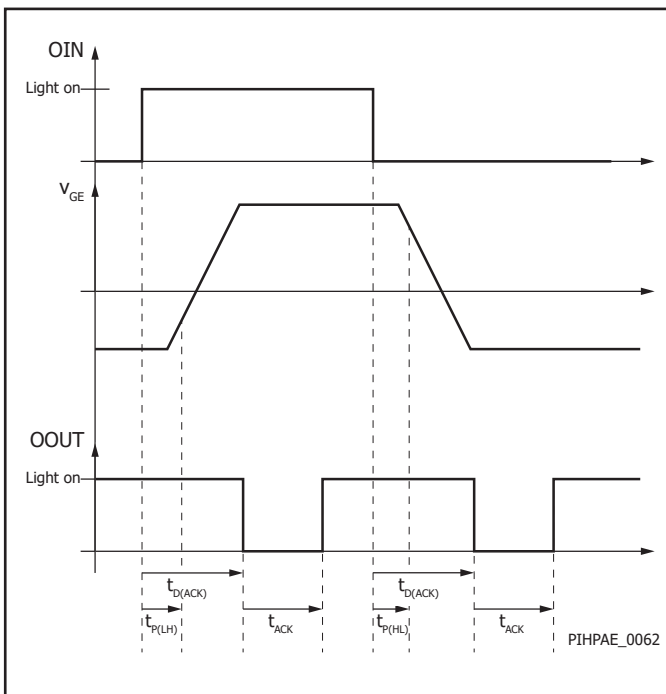 OIN
Light on
vGE
OOUT
Light on
tD(ACK) tD(ACK)
tP(LH) tACK tP(HL) tACK
PIHPAE_0062